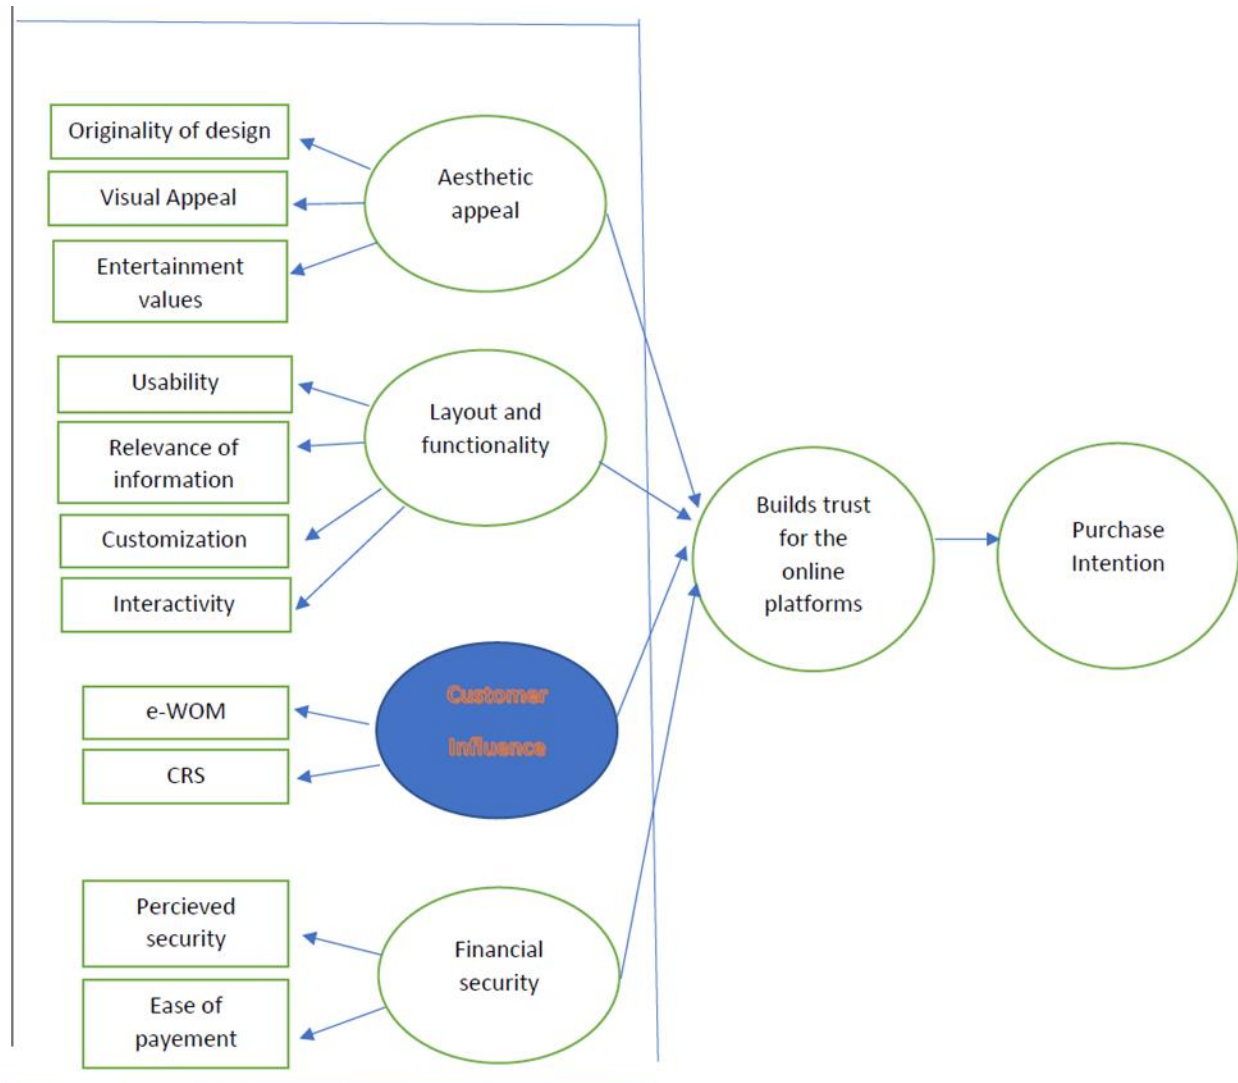 Originality of design
Visual Appeal
Entertainment
values
Aesthetic
appeal
Usability
Relevance of
information
Customization
Interactivity
Layout and
functionality
e-WOM
CRS
Customer
Influence
Percieved
security
Ease of
payement
Financial
security
Builds trust
for the
online
platforms
Purchase
Intention